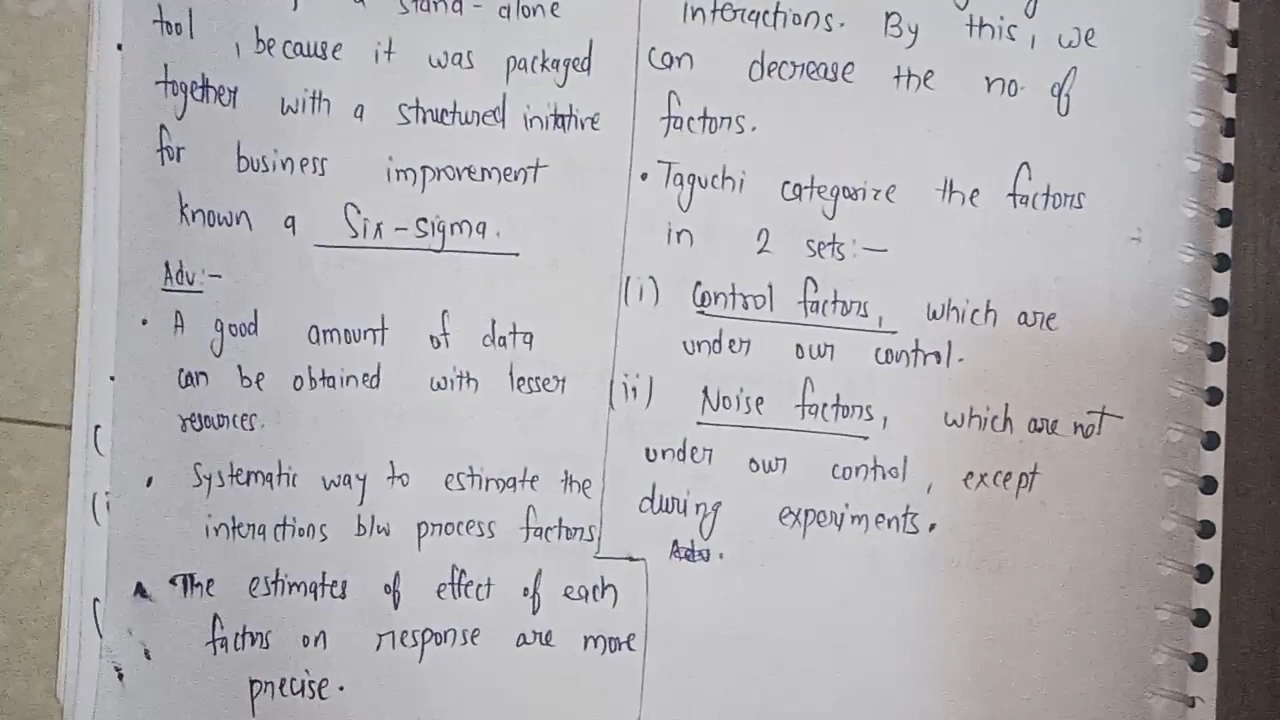 stand-alone
tool, because it was packaged
together with a structured initative
for business improvement
known a Six-sigma.
Adv:-
• A good amount of data
can be obtained with lesser
resources.
• Systematic way to estimate the
interactions b/w process factors
• The estimates of effect of each
factors on response are more
precise.
interactions. By this, we
can decrease the no. of
factors.
• Taguchi categorize the factors
in 2 sets:-
(i) Control factors, which are
under our control.
(ii) Noise factors, which are not
under our control, except
during experiments.